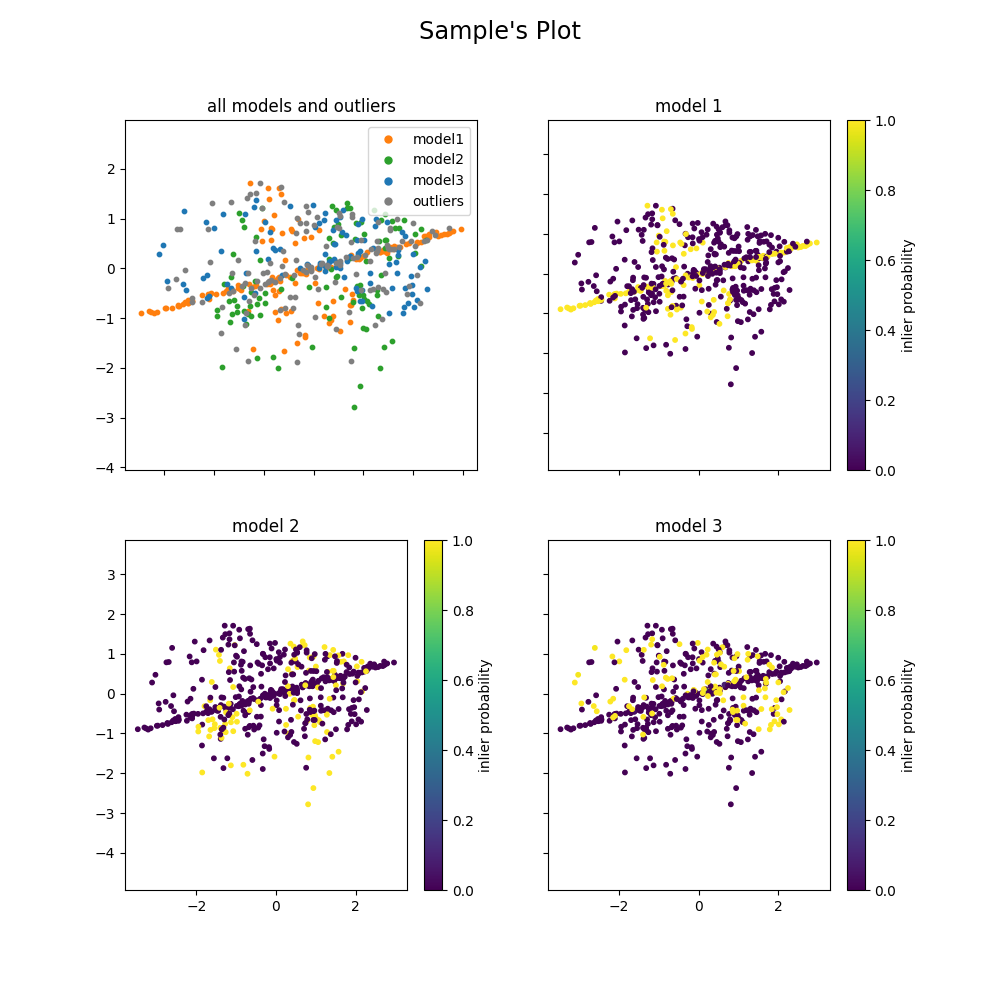 Sample's Plot
all models and outliers
model1
model2
model3
outliers
2
1
0
−1
−2
−3
−4
model 1
1.0
0.8
0.6
0.4
0.2
0.0
inlier probability
model 2
3
2
1
0
−1
−2
−3
−4
−2 0 2
1.0
0.8
0.6
0.4
0.2
0.0
inlier probability
model 3
−2 0 2
1.0
0.8
0.6
0.4
0.2
0.0
inlier probability